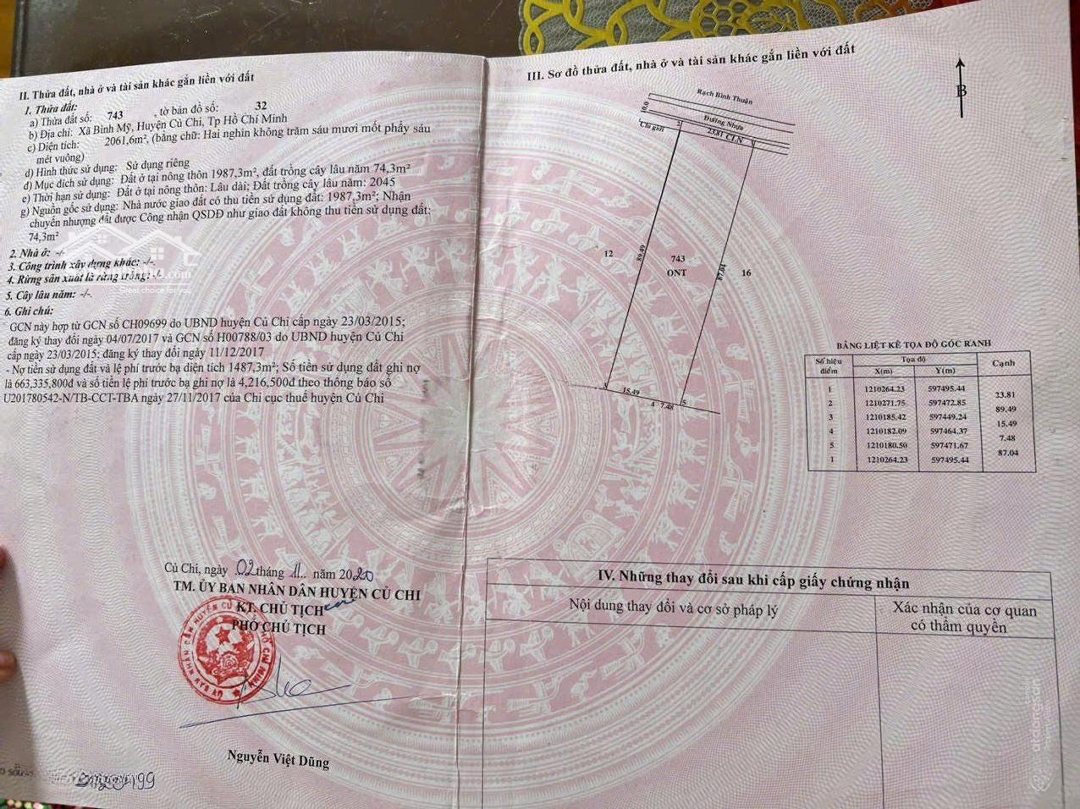 II. Thửa đất, nhà ở và tài sản khác gắn liền với đất
1. Thửa đất:
a) Thửa đất số: 743 , tờ bản đồ số: 32
b) Địa chỉ: Xã Bình Mỹ, Huyện Củ Chi, Tp Hồ Chí Minh
c) Diện tích: 2061,6m², (bằng chữ: Hai nghìn không trăm sáu mươi mốt phẩy sáu
mét vuông)
d) Hình thức sử dụng: Sử dụng riêng
đ) Mục đích sử dụng: Đất ở tại nông thôn 1987,3m², đất trồng cây lâu năm 74,3m²
e) Thời hạn sử dụng: Đất ở tại nông thôn: Lâu dài; Đất trồng cây lâu năm: 2045
g) Nguồn gốc sử dụng: Nhà nước giao đất có thu tiền sử dụng đất: 1987,3m²; Nhận
chuyển nhượng đất được Công nhận QSDĐ như giao đất không thu tiền sử dụng đất:
74,3m²
2. Nhà ở: -/-
3. Công trình xây dựng khác: -/-
4. Rừng sản xuất là rừng trồng: -/-
5. Cây lâu năm: -/-
6. Ghi chú:
GCN này hợp từ GCN số CH09699 do UBND huyện Củ Chi cấp ngày 23/03/2015;
đăng ký thay đổi ngày 04/07/2017 và GCN số H00788/03 do UBND huyện Củ Chi
cấp ngày 23/03/2015; đăng ký thay đổi ngày 11/12/2017
- Nợ tiền sử dụng đất và lệ phí trước bạ diện tích 1487,3m²; Số tiền sử dụng đất ghi nợ
là 663,335,800đ và số tiền lệ phí trước bạ ghi nợ là 4,216,500đ theo thông báo số
U201780542-N/TB-CCT-TBA ngày 27/11/2017 của Chi cục thuế huyện Củ Chi
Củ Chi, ngày 02 tháng 11 năm 2020
TM. ỦY BAN NHÂN DÂN HUYỆN CỦ CHI
KT. CHỦ TỊCH
PHÓ CHỦ TỊCH
Nguyễn Việt Dũng
III. Sơ đồ thửa đất, nhà ở và tài sản khác gắn liền với đất
B
Rạch Bình Thuận
10.0
Đường Nhựa
Chỉ giới
2
23.81 CLN
1
12
89.49
743
ONT
87.04
16
3
15.49
4
7.48
5
BẢNG LIỆT KÊ TỌA ĐỘ GÓC RANH
Số hiệu điểm Tọa độ Cạnh
X(m) Y(m)
1 1210264.23 597495.44
23.81
2 1210271.75 597472.85
89.49
3 1210185.42 597449.24
15.49
4 1210182.09 597464.37
7.48
5 1210180.50 597471.67
87.04
1 1210264.23 597495.44
IV. Những thay đổi sau khi cấp giấy chứng nhận
Nội dung thay đổi và cơ sở pháp lý
Xác nhận của cơ quan
có thẩm quyền